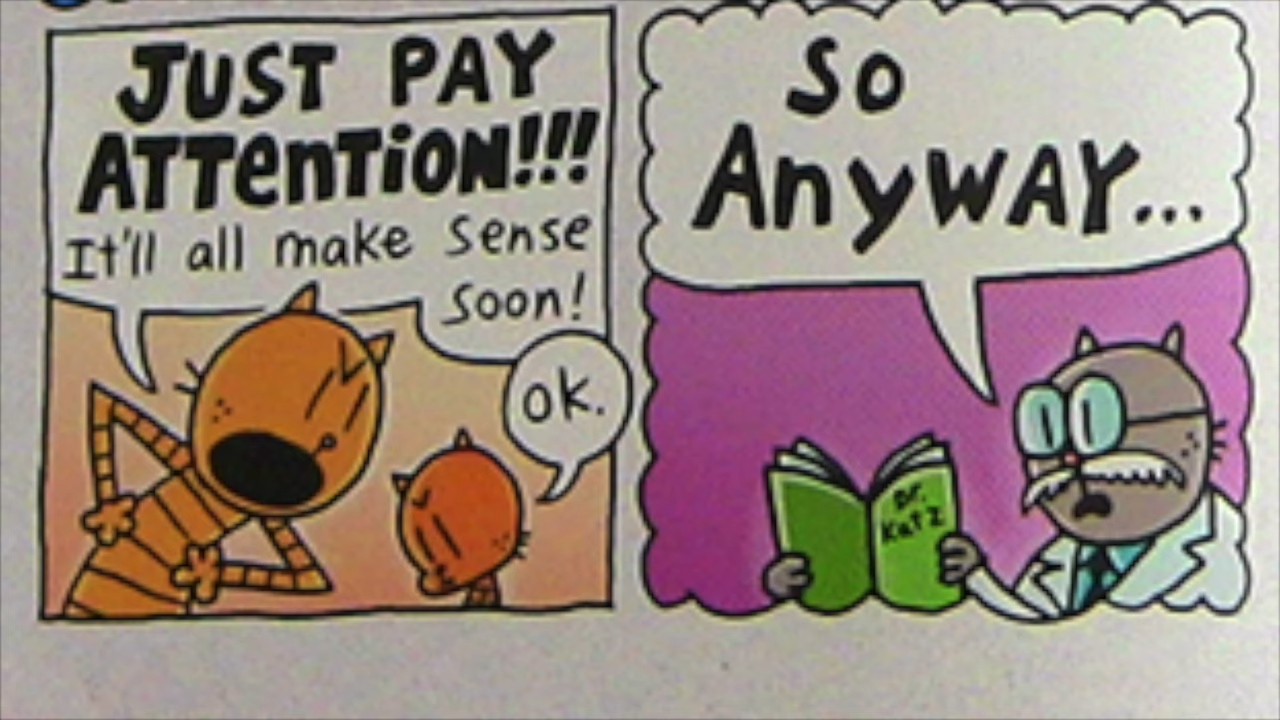 JUST PAY
ATTENTiON!!!
It'll all make sense
soon!
OK.
SO
AnyWAY...
DR.
Katz